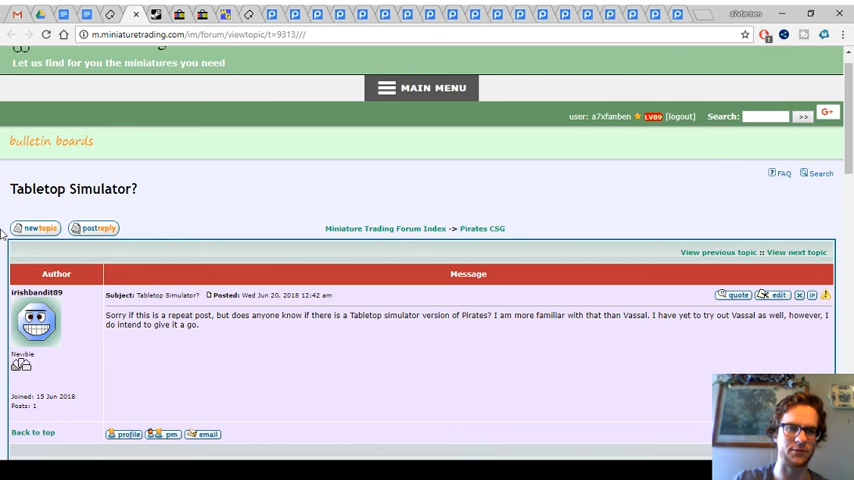 a7xfanben
m.miniaturetrading.com/im/forum/viewtopic/t=9313///
Let us find for you the miniatures you need
MAIN MENU
user: a7xfanben LV89 [logout] Search: >> G+
bulletin boards
FAQ Search
Tabletop Simulator?
newtopic postreply
Miniature Trading Forum Index -> Pirates CSG
View previous topic :: View next topic
Author Message
irishbandit89
Subject: Tabletop Simulator? Posted: Wed Jun 20, 2018 12:42 am
quote edit X IP
Sorry if this is a repeat post, but does anyone know if there is a Tabletop simulator version of Pirates? I am more familiar with that than Vassal. I have yet to try out Vassal as well, however, I
do intend to give it a go.
Newbie
Joined: 15 Jun 2018
Posts: 1
Back to top
profile pm email